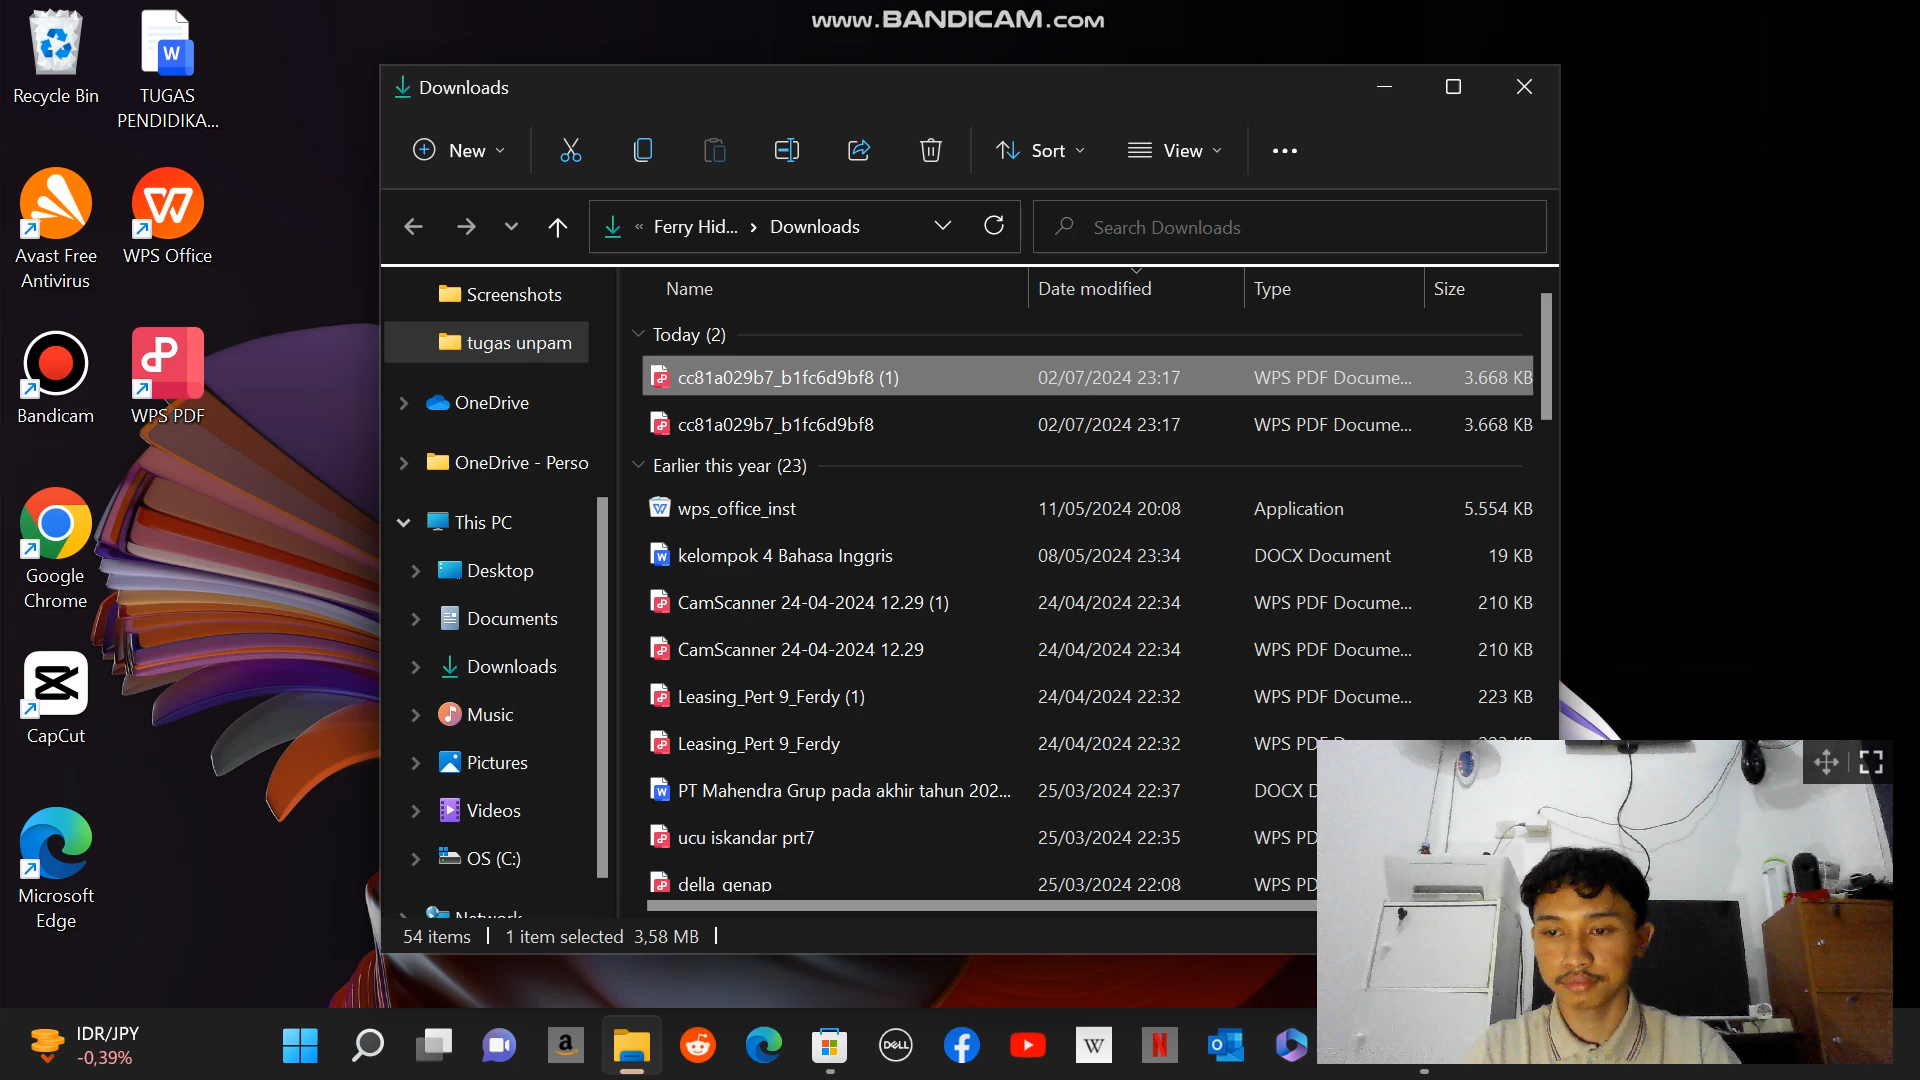 www.BANDICAM.com
Recycle Bin
TUGAS
PENDIDIKA...
Avast Free
Antivirus
WPS Office
Bandicam
WPS PDF
Google
Chrome
CapCut
Microsoft
Edge
Downloads
New
Sort
View
« Ferry Hid... > Downloads
Search Downloads
Screenshots
tugas unpam
OneDrive
OneDrive - Perso
This PC
Desktop
Documents
Downloads
Music
Pictures
Videos
OS (C:)
Network
Name Date modified Type Size
Today (2)
cc81a029b7_b1fc6d9bf8 (1) 02/07/2024 23:17 WPS PDF Docume... 3.668 KB
cc81a029b7_b1fc6d9bf8 02/07/2024 23:17 WPS PDF Docume... 3.668 KB
Earlier this year (23)
wps_office_inst 11/05/2024 20:08 Application 5.554 KB
kelompok 4 Bahasa Inggris 08/05/2024 23:34 DOCX Document 19 KB
CamScanner 24-04-2024 12.29 (1) 24/04/2024 22:34 WPS PDF Docume... 210 KB
CamScanner 24-04-2024 12.29 24/04/2024 22:34 WPS PDF Docume... 210 KB
Leasing_Pert 9_Ferdy (1) 24/04/2024 22:32 WPS PDF Docume... 223 KB
Leasing_Pert 9_Ferdy 24/04/2024 22:32 WPS PDF
PT Mahendra Grup pada akhir tahun 202... 25/03/2024 22:37 DOCX D
ucu iskandar prt7 25/03/2024 22:35 WPS PD
della genap 25/03/2024 22:08 WPS PD
54 items 1 item selected 3,58 MB
IDR/JPY
-0,39%
a
DELL
W
N